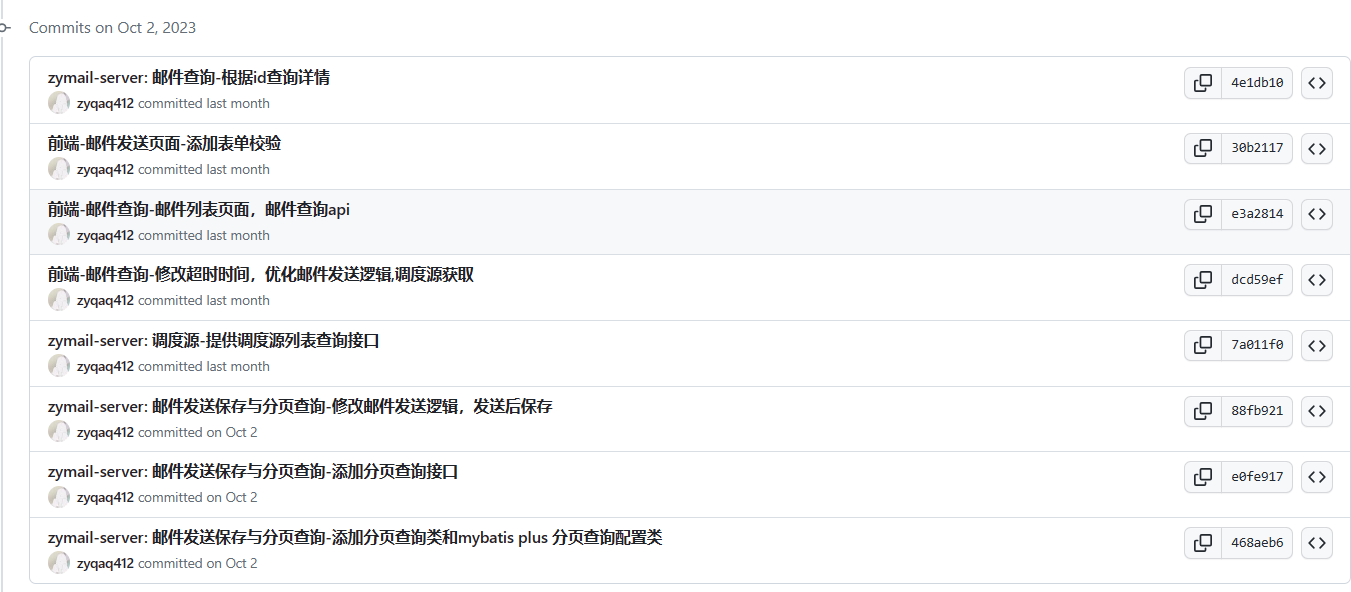 Commits on Oct 2, 2023
zymail-server: 邮件查询-根据id查询详情
4e1db10
zyqaq412 committed last month
前端-邮件发送页面-添加表单校验
30b2117
zyqaq412 committed last month
前端-邮件查询-邮件列表页面，邮件查询api
e3a2814
zyqaq412 committed last month
前端-邮件查询-修改超时时间，优化邮件发送逻辑,调度源获取
dcd59ef
zyqaq412 committed last month
zymail-server: 调度源-提供调度源列表查询接口
7a011f0
zyqaq412 committed last month
zymail-server: 邮件发送保存与分页查询-修改邮件发送逻辑，发送后保存
88fb921
zyqaq412 committed on Oct 2
zymail-server: 邮件发送保存与分页查询-添加分页查询接口
e0fe917
zyqaq412 committed on Oct 2
zymail-server: 邮件发送保存与分页查询-添加分页查询类和mybatis plus 分页查询配置类
468aeb6
zyqaq412 committed on Oct 2